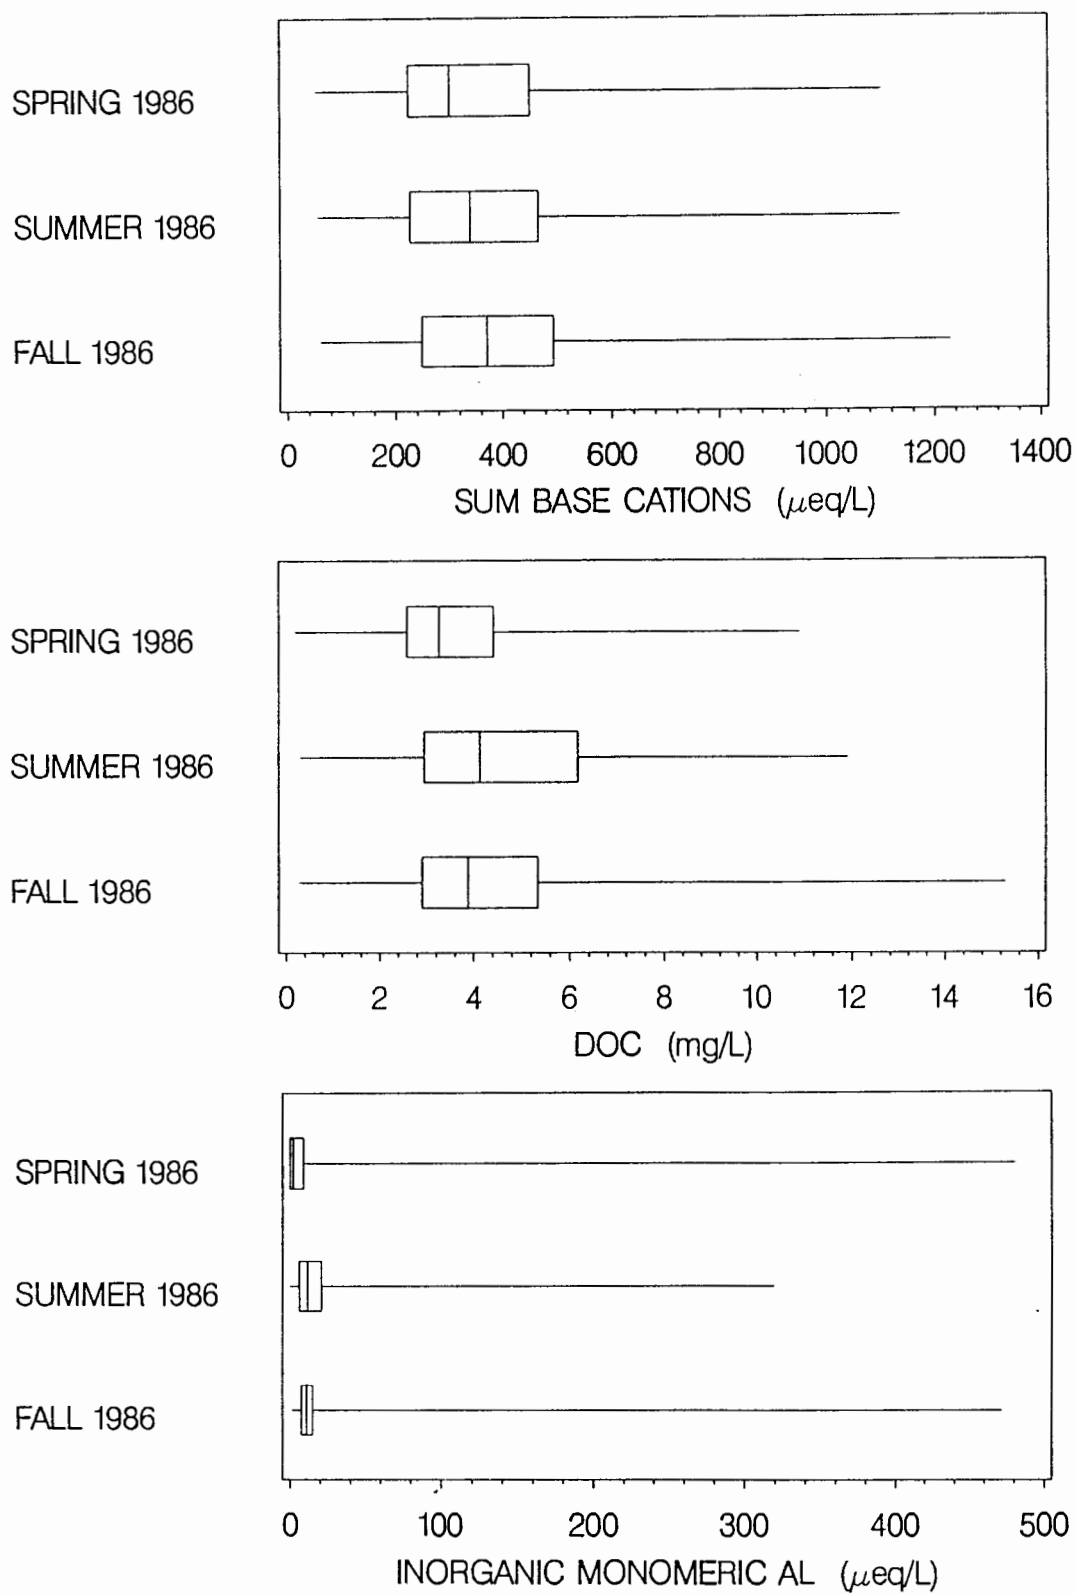 SPRING 1986
SUMMER 1986
FALL 1986
0 200 400 600 800 1000 1200 1400
SUM BASE CATIONS (μeq/L)
SPRING 1986
SUMMER 1986
FALL 1986
0 2 4 6 8 10 12 14 16
DOC (mg/L)
SPRING 1986
SUMMER 1986
FALL 1986
0 100 200 300 400 500
INORGANIC MONOMERIC AL (μeq/L)